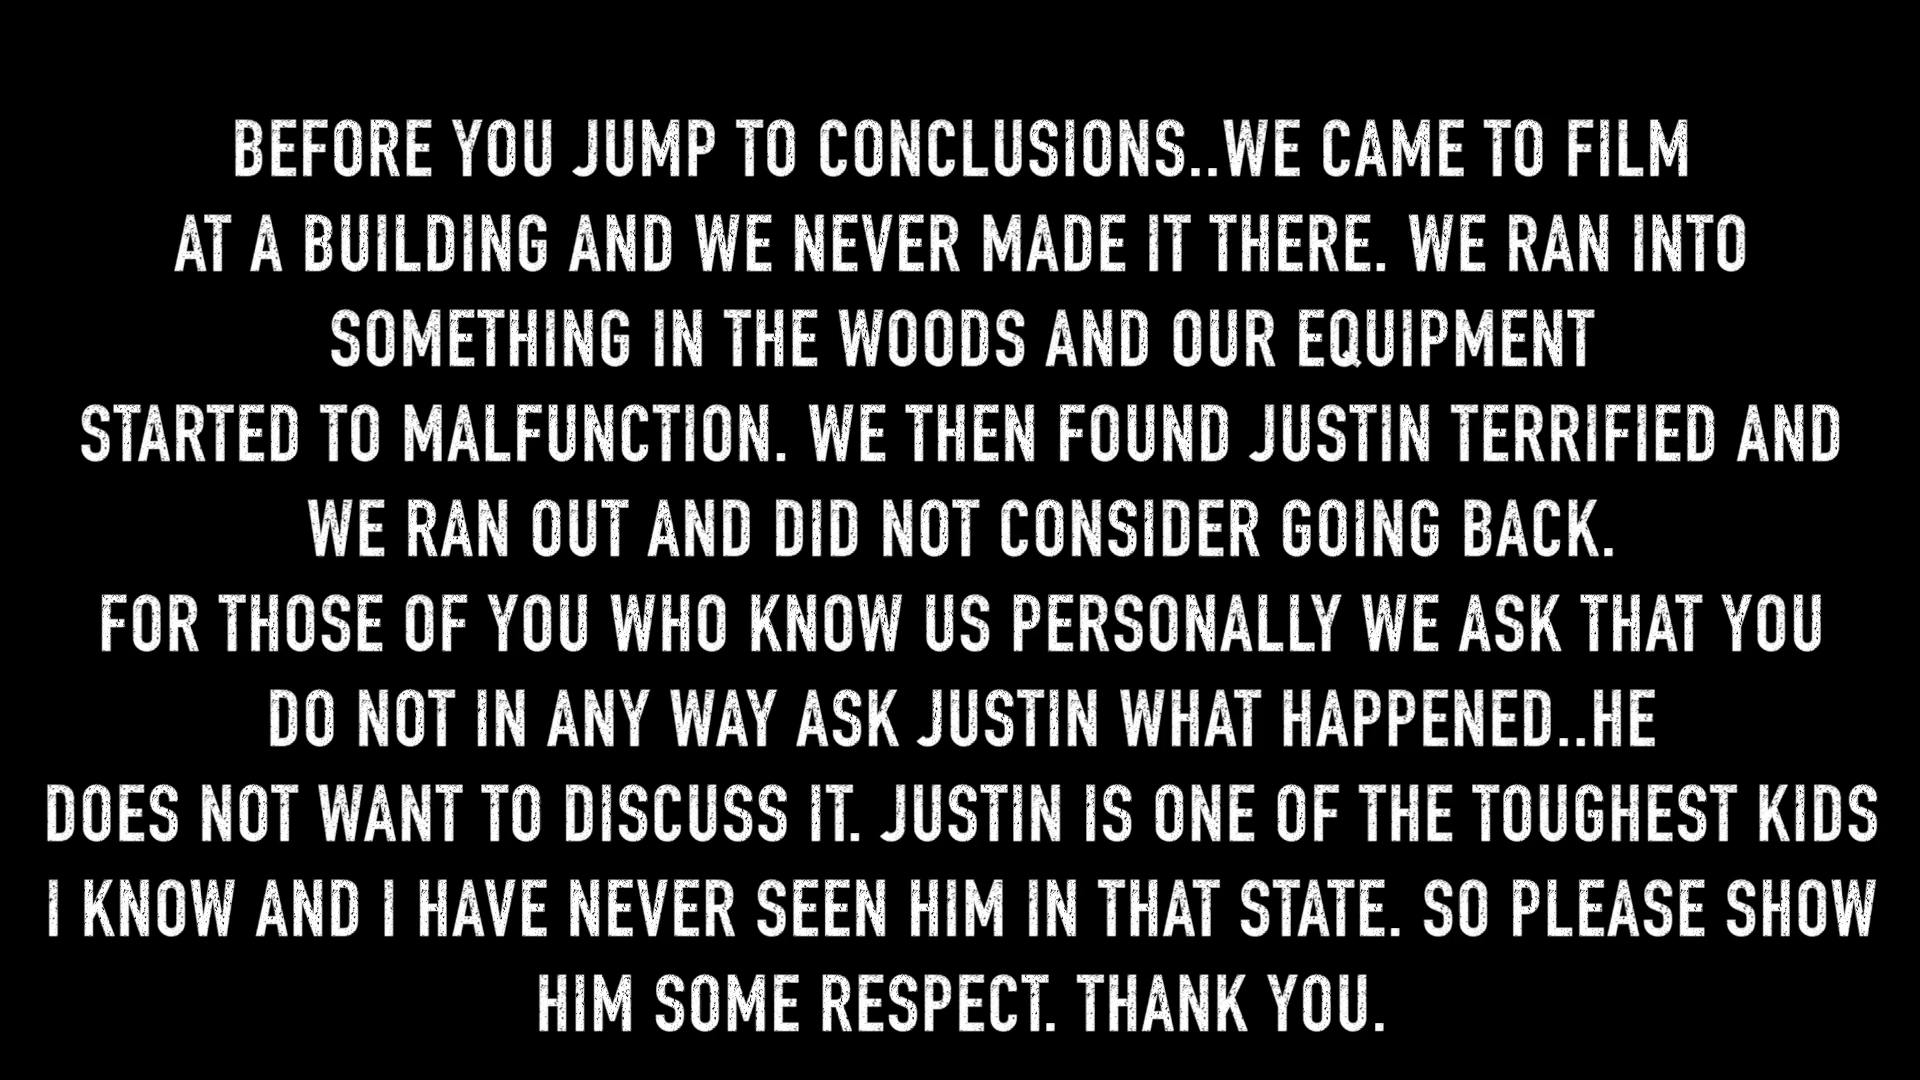 BEFORE YOU JUMP TO CONCLUSIONS..WE CAME TO FILM
AT A BUILDING AND WE NEVER MADE IT THERE. WE RAN INTO
SOMETHING IN THE WOODS AND OUR EQUIPMENT
STARTED TO MALFUNCTION. WE THEN FOUND JUSTIN TERRIFIED AND
WE RAN OUT AND DID NOT CONSIDER GOING BACK.
FOR THOSE OF YOU WHO KNOW US PERSONALLY WE ASK THAT YOU
DO NOT IN ANY WAY ASK JUSTIN WHAT HAPPENED..HE
DOES NOT WANT TO DISCUSS IT. JUSTIN IS ONE OF THE TOUGHEST KIDS
I KNOW AND I HAVE NEVER SEEN HIM IN THAT STATE. SO PLEASE SHOW
HIM SOME RESPECT. THANK YOU.